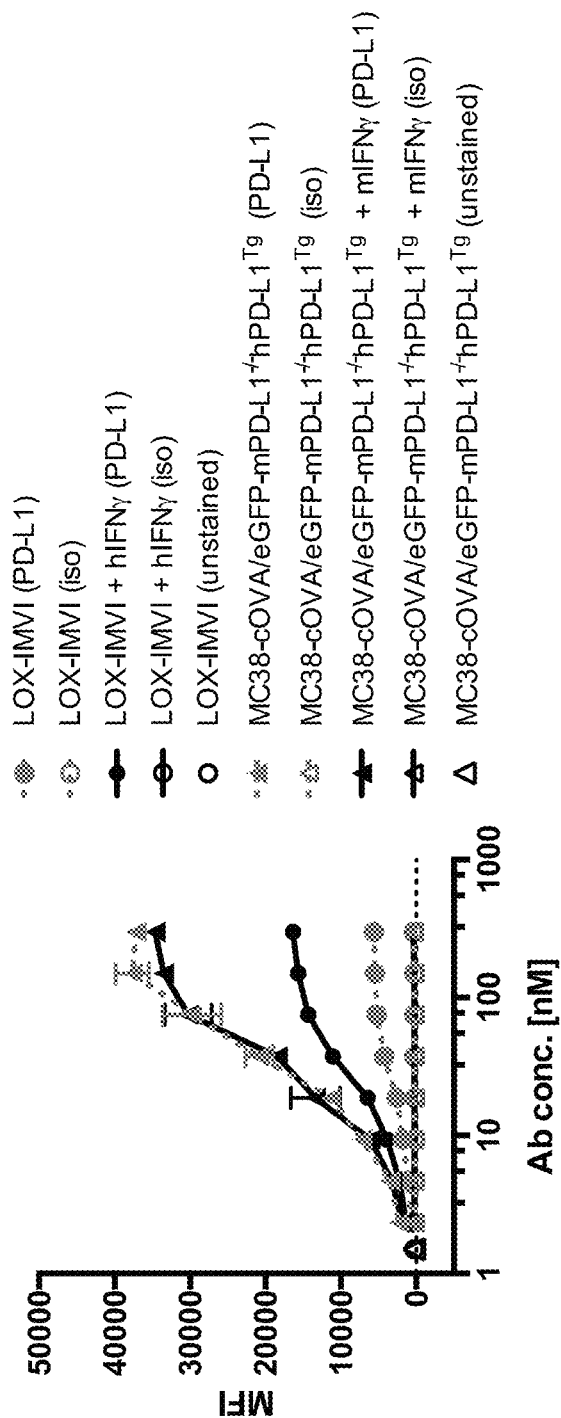 50000
40000
30000
20000
10000
0
MFI
1
10
100
1000
Ab conc. [nM]
LOX-IMVI (PD-L1)
LOX-IMVI (iso)
LOX-IMVI + hIFNγ (PD-L1)
LOX-IMVI + hIFNγ (iso)
LOX-IMVI (unstained)
MC38-cOVA/eGFP-mPD-L1⁻/⁻hPD-L1ᵀᵍ (PD-L1)
MC38-cOVA/eGFP-mPD-L1⁻/⁻hPD-L1ᵀᵍ (iso)
MC38-cOVA/eGFP-mPD-L1⁻/⁻hPD-L1ᵀᵍ + mIFNγ (PD-L1)
MC38-cOVA/eGFP-mPD-L1⁻/⁻hPD-L1ᵀᵍ + mIFNγ (iso)
MC38-cOVA/eGFP-mPD-L1⁻/⁻hPD-L1ᵀᵍ (unstained)